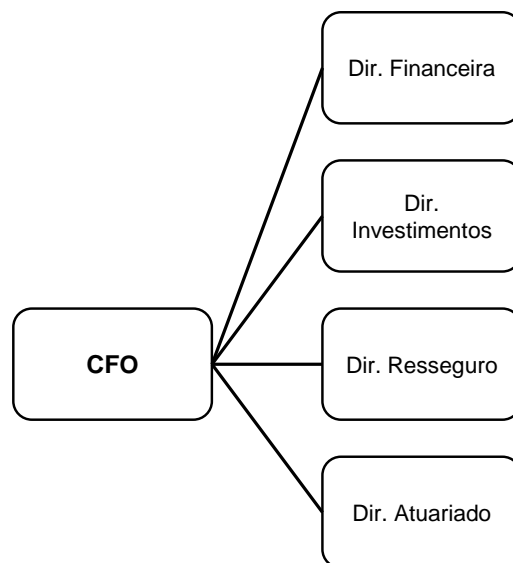 Dir. Financeira
Dir.
Investimentos
CFO
Dir. Resseguro
Dir. Atuariado